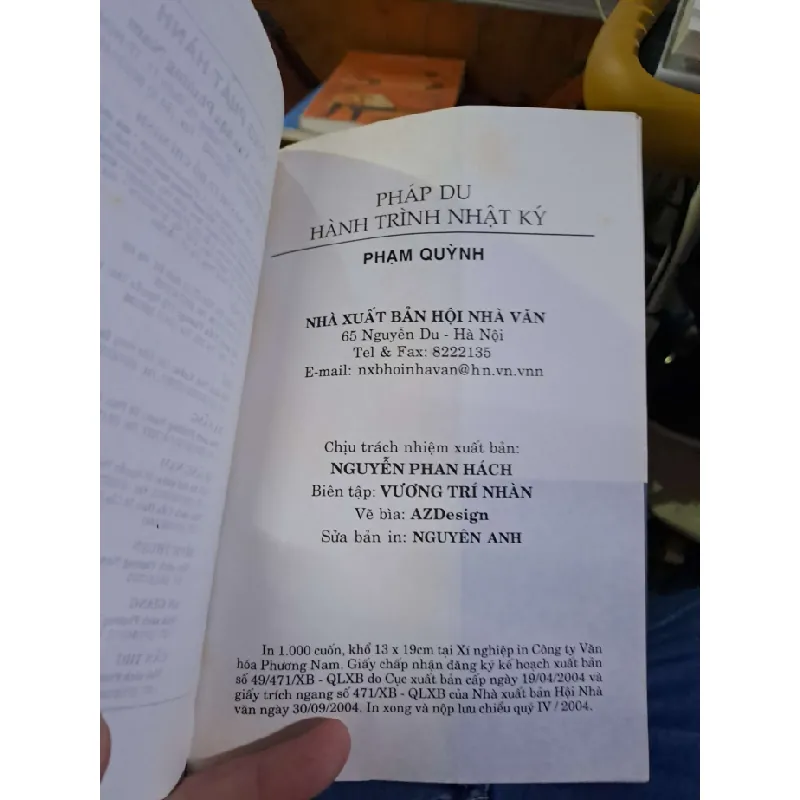 PHÁT HÀNH
PHÁP DU
HÀNH TRÌNH NHẬT KÝ
PHẠM QUỲNH
NHÀ XUẤT BẢN HỘI NHÀ VĂN
65 Nguyễn Du - Hà Nội
Tel & Fax: 8222135
E-mail: nxbhoinhavan@hn.vn.vnn
Chịu trách nhiệm xuất bản:
NGUYỄN PHAN HÁCH
Biên tập: VƯƠNG TRÍ NHÀN
Vẽ bìa: AZDesign
Sửa bản in: NGUYÊN ANH
In 1.000 cuốn, khổ 13 x 19cm tại Xí nghiệp in Công ty Văn
hóa Phương Nam. Giấy chấp nhận đăng ký kế hoạch xuất bản
số 49/471/XB - QLXB do Cục xuất bản cấp ngày 19/04/2004 và
giấy trích ngang số 471/XB - QLXB của Nhà xuất bản Hội Nhà
văn ngày 30/09/2004. In xong và nộp lưu chiểu quý IV / 2004.